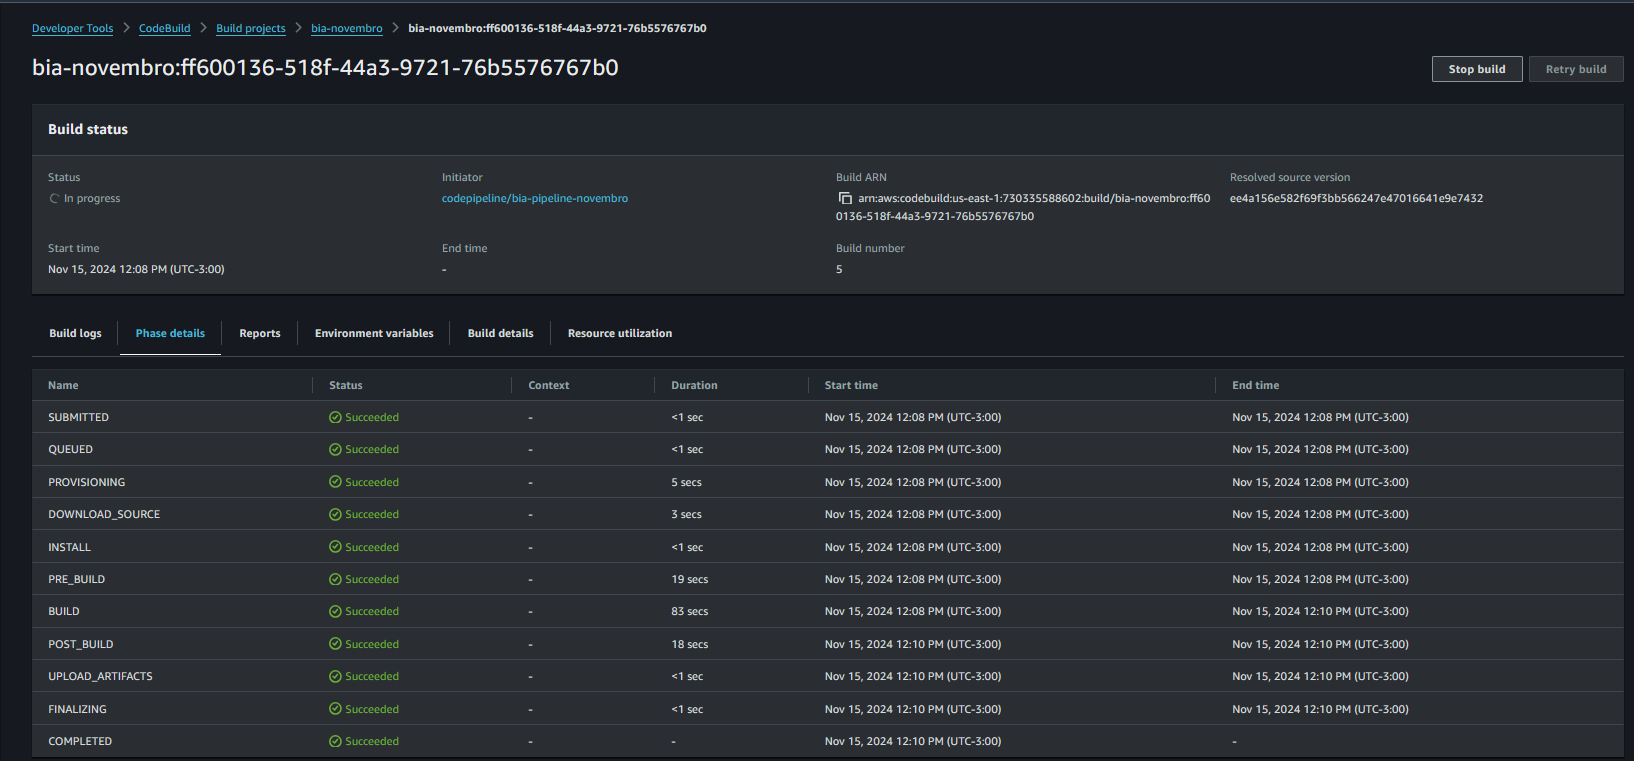 Developer Tools > CodeBuild > Build projects > bia-novembro > bia-novembro:ff600136-518f-44a3-9721-76b5576767b0
bia-novembro:ff600136-518f-44a3-9721-76b5576767b0
Stop build Retry build
Build status
Status Initiator Build ARN Resolved source version
In progress codepipeline/bia-pipeline-novembro arn:aws:codebuild:us-east-1:730335588602:build/bia-novembro:ff60 ee4a156e582f69f3bb566247e47016641e9e7432
0136-518f-44a3-9721-76b5576767b0
Start time End time Build number
Nov 15, 2024 12:08 PM (UTC-3:00) - 5
Build logs Phase details Reports Environment variables Build details Resource utilization
Name Status Context Duration Start time End time
SUBMITTED Succeeded - <1 sec Nov 15, 2024 12:08 PM (UTC-3:00) Nov 15, 2024 12:08 PM (UTC-3:00)
QUEUED Succeeded - <1 sec Nov 15, 2024 12:08 PM (UTC-3:00) Nov 15, 2024 12:08 PM (UTC-3:00)
PROVISIONING Succeeded - 5 secs Nov 15, 2024 12:08 PM (UTC-3:00) Nov 15, 2024 12:08 PM (UTC-3:00)
DOWNLOAD_SOURCE Succeeded - 3 secs Nov 15, 2024 12:08 PM (UTC-3:00) Nov 15, 2024 12:08 PM (UTC-3:00)
INSTALL Succeeded - <1 sec Nov 15, 2024 12:08 PM (UTC-3:00) Nov 15, 2024 12:08 PM (UTC-3:00)
PRE_BUILD Succeeded - 19 secs Nov 15, 2024 12:08 PM (UTC-3:00) Nov 15, 2024 12:08 PM (UTC-3:00)
BUILD Succeeded - 83 secs Nov 15, 2024 12:08 PM (UTC-3:00) Nov 15, 2024 12:10 PM (UTC-3:00)
POST_BUILD Succeeded - 18 secs Nov 15, 2024 12:10 PM (UTC-3:00) Nov 15, 2024 12:10 PM (UTC-3:00)
UPLOAD_ARTIFACTS Succeeded - <1 sec Nov 15, 2024 12:10 PM (UTC-3:00) Nov 15, 2024 12:10 PM (UTC-3:00)
FINALIZING Succeeded - <1 sec Nov 15, 2024 12:10 PM (UTC-3:00) Nov 15, 2024 12:10 PM (UTC-3:00)
COMPLETED Succeeded - - Nov 15, 2024 12:10 PM (UTC-3:00) -